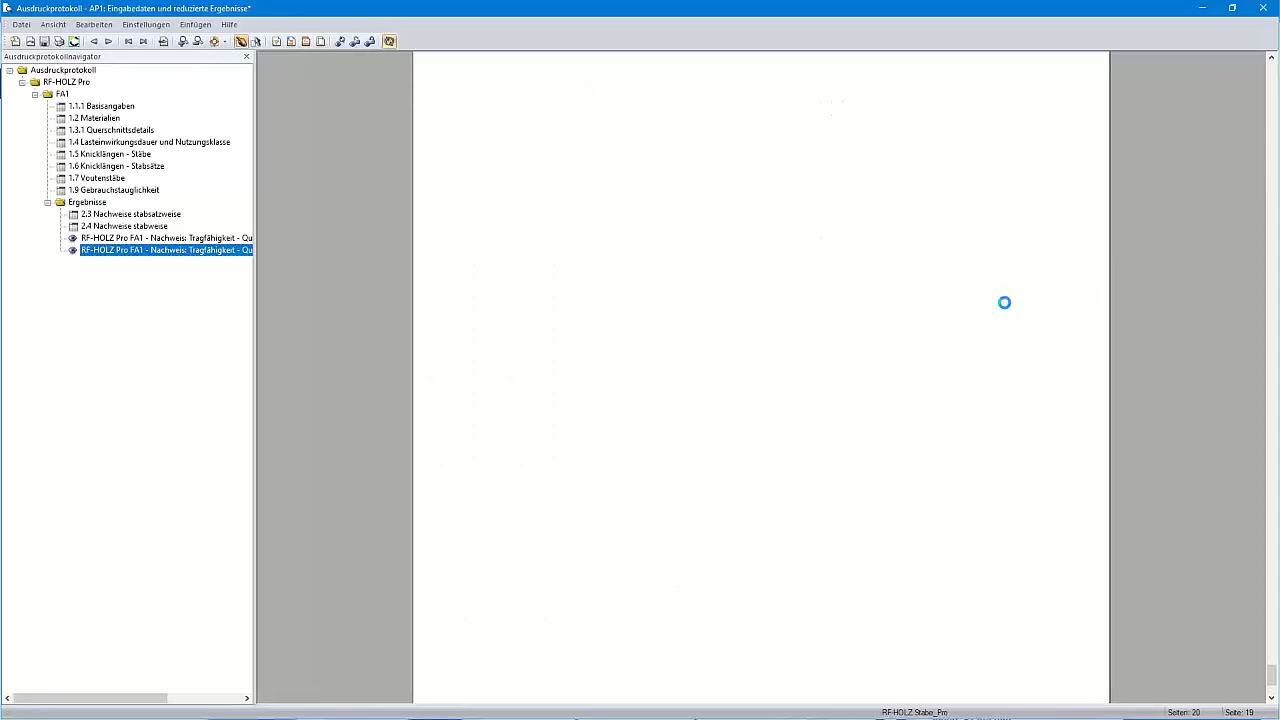 Ausdruckprotokoll - AP1: Eingabedaten und reduzierte Ergebnisse*
Datei Ansicht Bearbeiten Einstellungen Einfügen Hilfe
Ausdruckprotokollnavigator
Ausdruckprotokoll
RF-HOLZ Pro
FA1
1.1.1 Basisangaben
1.2 Materialien
1.3.1 Querschnittsdetails
1.4 Lasteinwirkungsdauer und Nutzungsklasse
1.5 Knicklängen - Stäbe
1.6 Knicklängen - Stabsätze
1.7 Voutenstäbe
1.9 Gebrauchstauglichkeit
Ergebnisse
2.3 Nachweise stabsatzweise
2.4 Nachweise stabweise
RF-HOLZ Pro FA1 - Nachweis: Tragfähigkeit - Qu
RF-HOLZ Pro FA1 - Nachweis: Tragfähigkeit - Qu
RF-HOLZ Stäbe_Pro Seiten: 20 Seite: 19